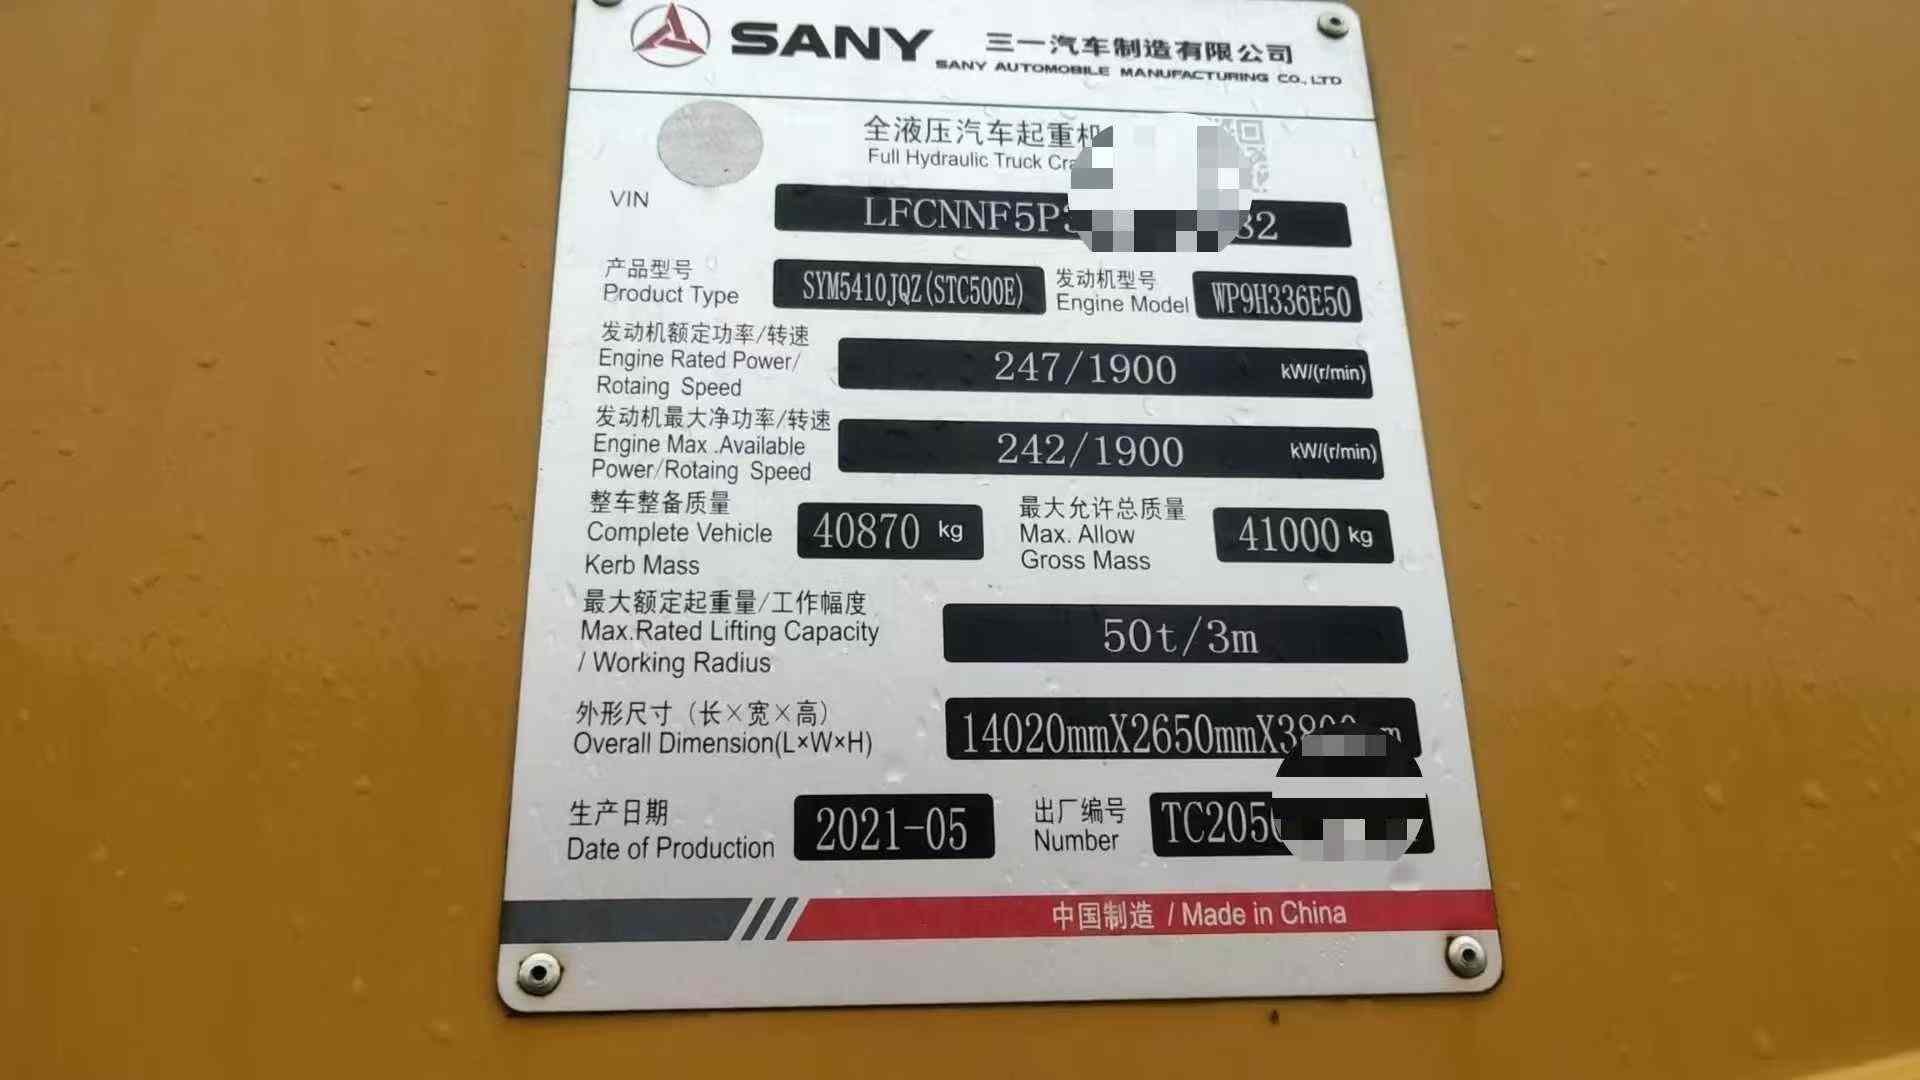 SANY 三一汽车制造有限公司
SANY AUTOMOBILE MANUFACTURING CO.,LTD
全液压汽车起重机
Full Hydraulic Truck
VIN LFCNNF5P 32
产品型号
Product Type SYM5410JQZ(STC500E)
发动机型号
Engine Model WP9H336E50
发动机额定功率/转速
Engine Rated Power/
Rotaing Speed 247/1900 kW/(r/min)
发动机最大净功率/转速
Engine Max .Available
Power/Rotaing Speed 242/1900 kW/(r/min)
整车整备质量
Complete Vehicle
Kerb Mass 40870 kg
最大允许总质量
Max. Allow
Gross Mass 41000 kg
最大额定起重量/工作幅度
Max.Rated Lifting Capacity
/ Working Radius 50t/3m
外形尺寸（长×宽×高）
Overall Dimension(L×W×H) 14020mmX2650mmX38
生产日期
Date of Production 2021-05
出厂编号
Number TC205
中国制造 / Made in China